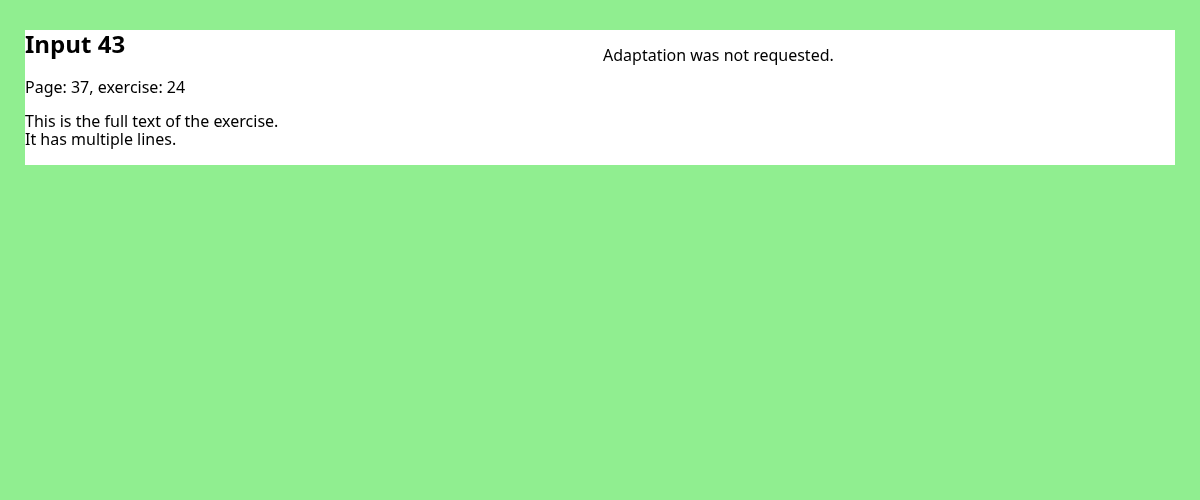 Input 43
Page: 37, exercise: 24
This is the full text of the exercise.
It has multiple lines.
Adaptation was not requested.